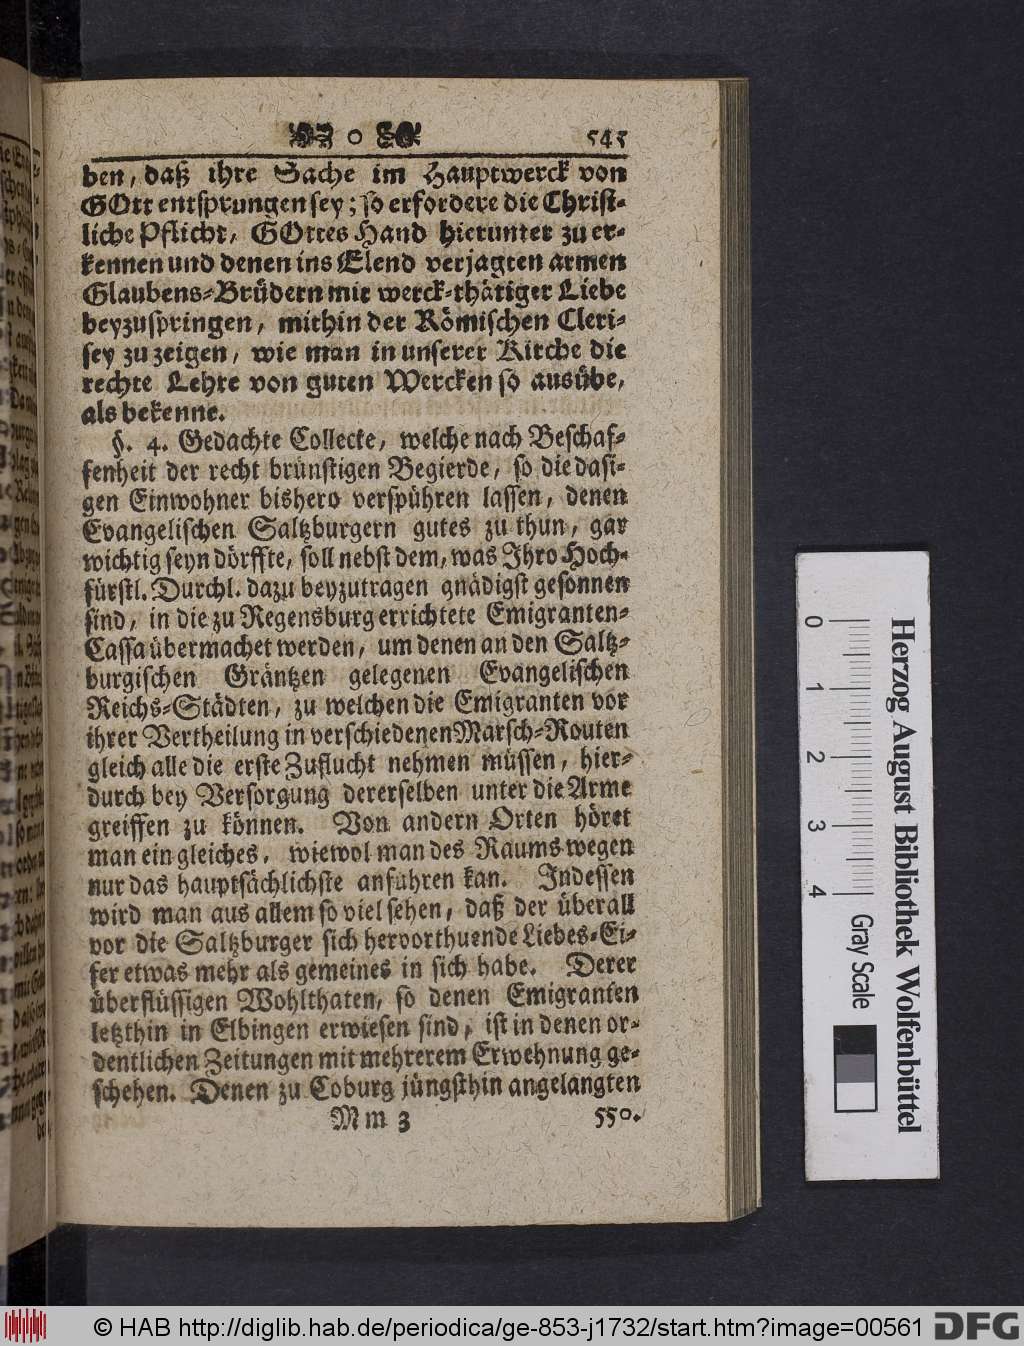 o 545
ben, daß ihre Sache im Hauptwerck von
GOtt entsprungen sey; so erfordere die Christ-
liche Pflicht, GOttes Hand hierunter zu er-
kennen und denen ins Elend verjagten armen
Glaubens-Brüdern mit werck-thätiger Liebe
beyzuspringen, mithin der Römischen Cleri-
sey zu zeigen, wie man in unserer Kirche die
rechte Lehre von guten Wercken so ausübe,
als bekenne.
§. 4. Gedachte Collecte, welche nach Beschaf-
fenheit der recht brünstigen Begierde, so die dasi-
gen Einwohner bishero verspühren lassen, denen
Evangelischen Saltzburgern gutes zu thun, gar
wichtig seyn dörffte, soll nebst dem, was Ihro Hoch-
fürstl. Durchl. dazu beyzutragen gnädigst gesonnen
sind, in die zu Regensburg errichtete Emigranten-
Cassa übermachet werden, um denen an den Saltz-
burgischen Gräntzen gelegenen Evangelischen
Reichs-Städten, zu welchen die Emigranten vor
ihrer Vertheilung in verschiedenen Marsch-Routen
gleich alle die erste Zuflucht nehmen müssen, hier-
durch bey Versorgung dererselben unter die Arme
greiffen zu können. Von andern Orten höret
man ein gleiches, wiewol man des Raums wegen
nur das hauptsächlichste anfuhren kan. Indessen
wird man aus allem so viel sehen, daß der überall
vor die Saltzburger sich hervorthuende Liebes-Ei-
fer etwas mehr als gemeines in sich habe. Derer
überflüssigen Wohlthaten, so denen Emigranten
letzthin in Elbingen erwiesen sind, ist in denen or-
dentlichen Zeitungen mit mehrerem Erwehnung ge-
schehen. Denen zu Coburg jüngsthin angelangten
Mm 3 550.
0 1 2 3 4
Gray Scale
Herzog August Bibliothek Wolfenbüttel
© HAB http://diglib.hab.de/periodica/ge-853-j1732/start.htm?image=00561 DFG